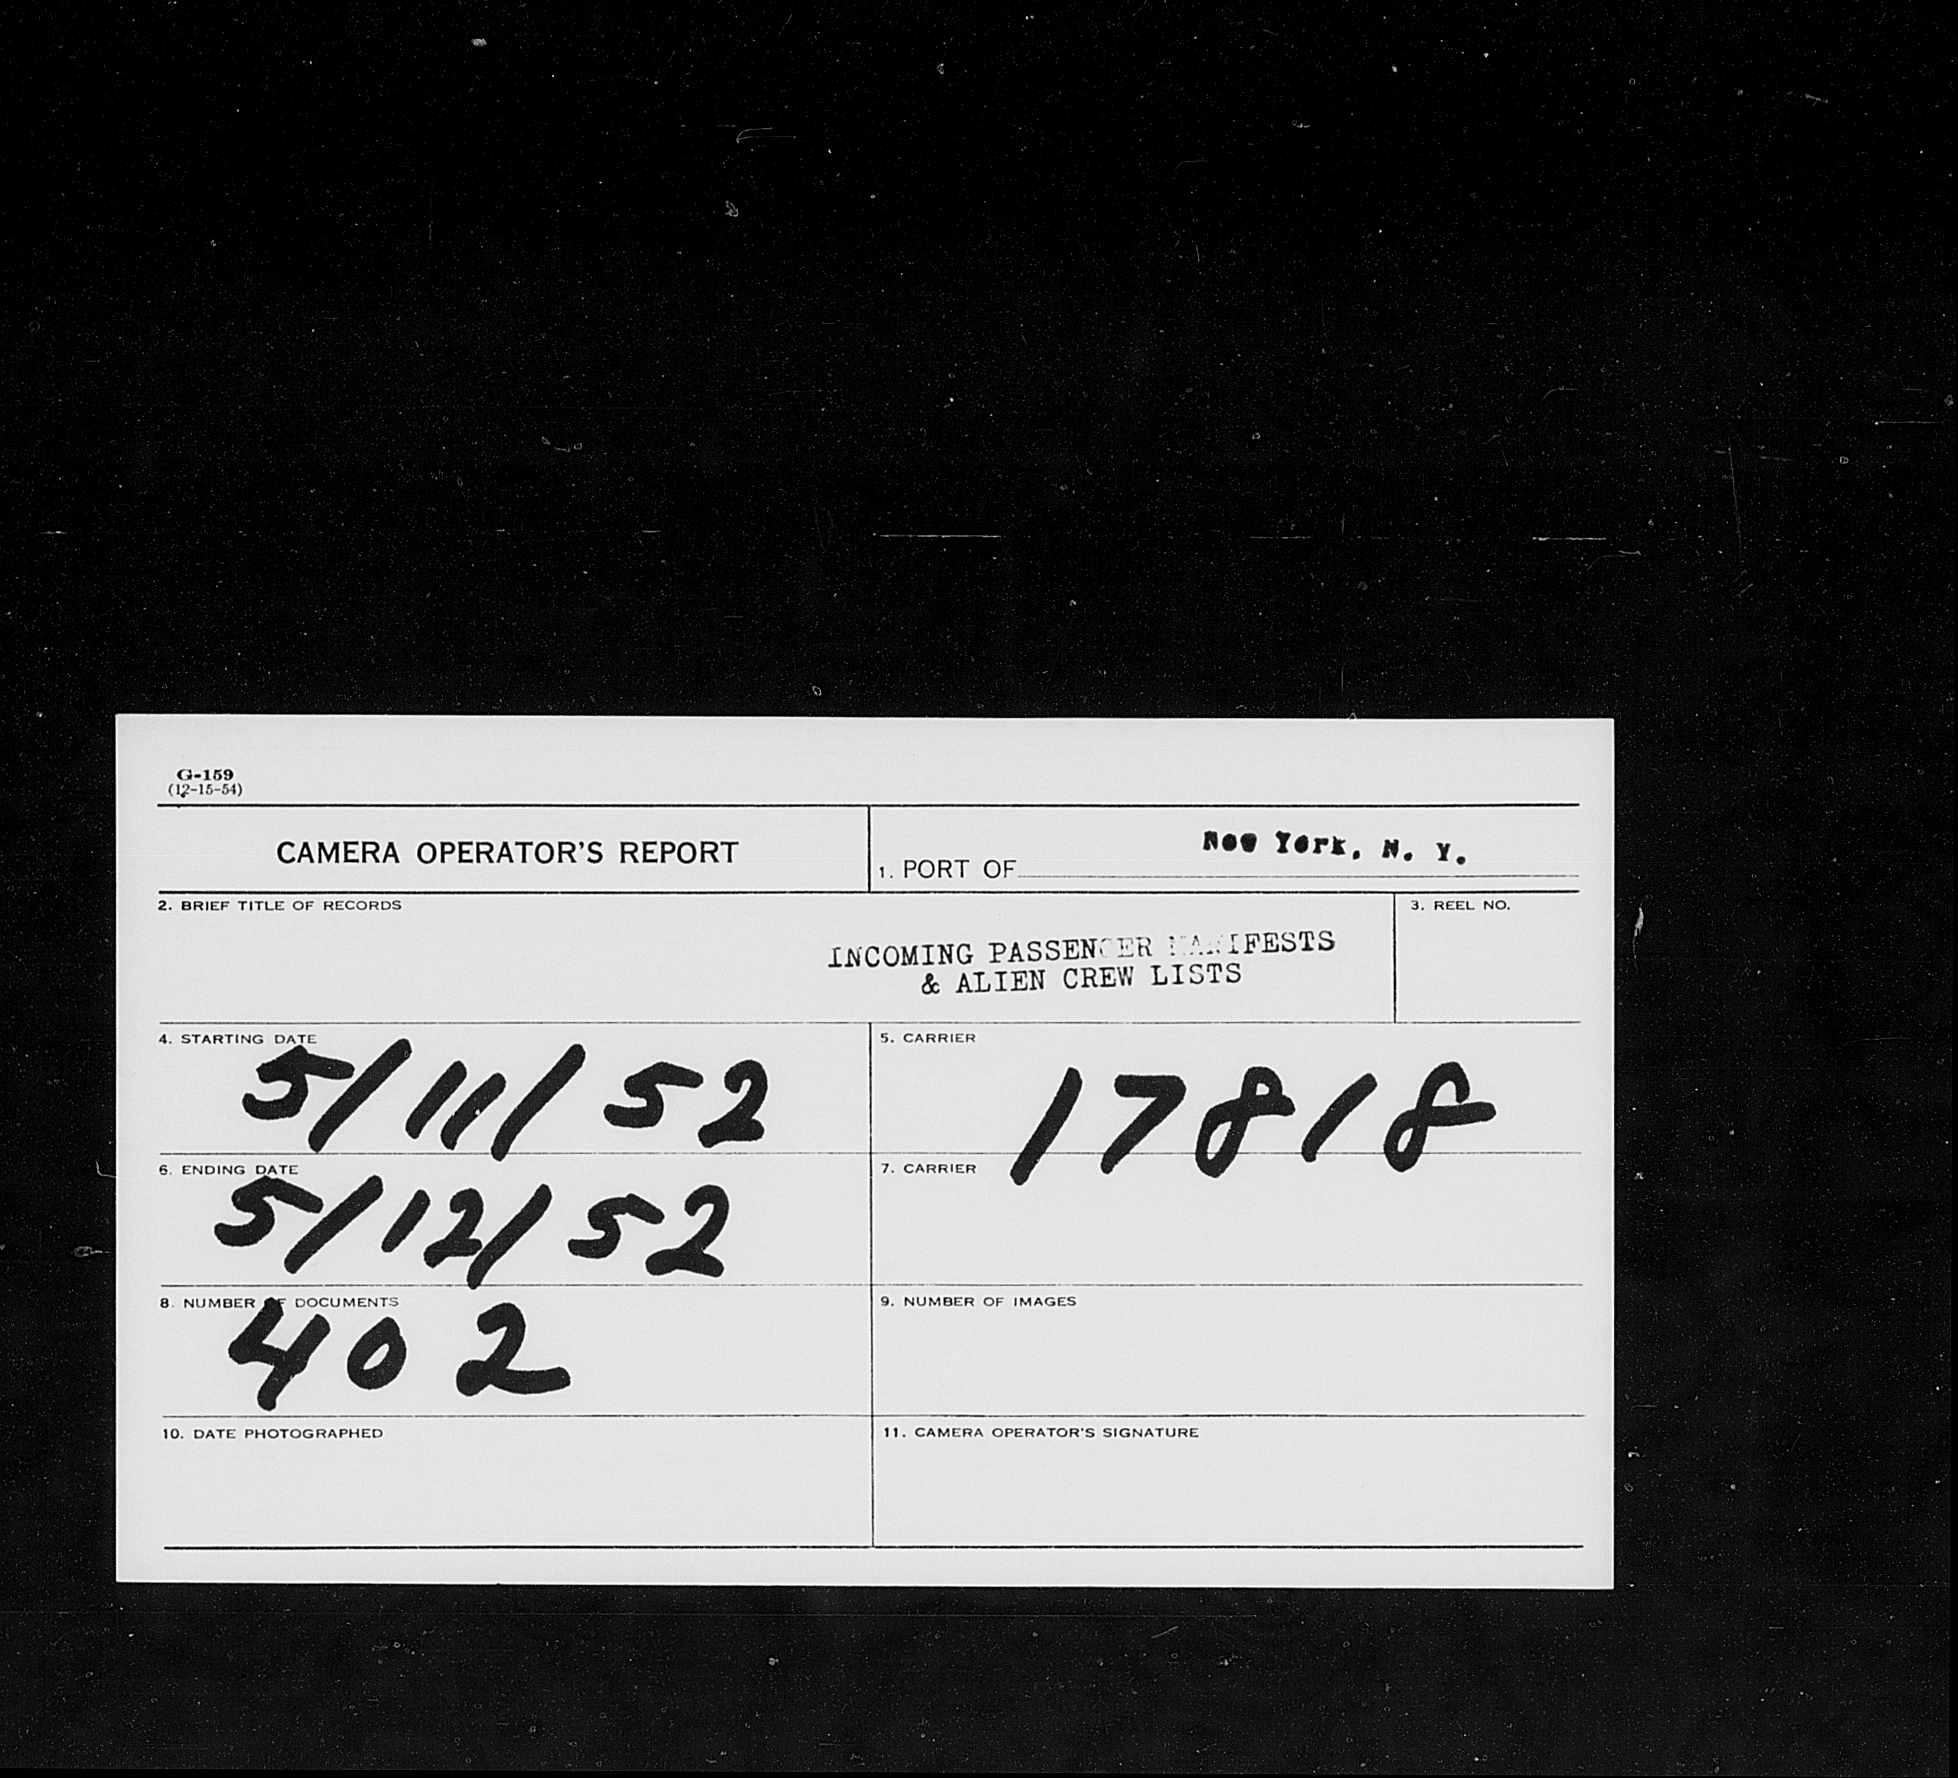 G-159
(12-15-54)
CAMERA OPERATOR'S REPORT
1. PORT OF New York, N. Y.
2. BRIEF TITLE OF RECORDS
3. REEL NO.
INCOMING PASSENGER MANIFESTS
& ALIEN CREW LISTS
4. STARTING DATE
5/11/52
5. CARRIER
17818
6. ENDING DATE
5/12/52
7. CARRIER
8. NUMBER OF DOCUMENTS
402
9. NUMBER OF IMAGES
10. DATE PHOTOGRAPHED
11. CAMERA OPERATOR'S SIGNATURE